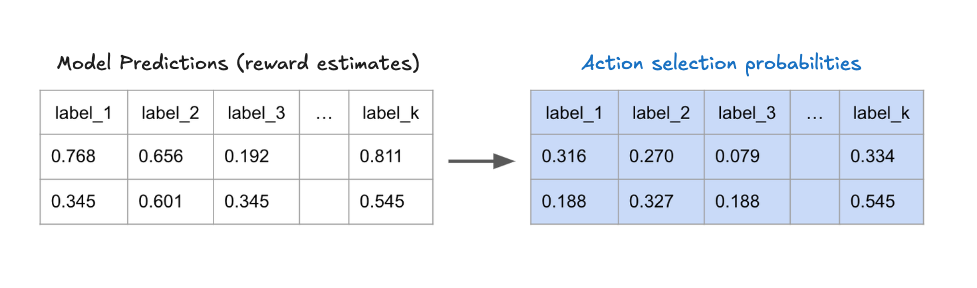 Model Predictions (reward estimates)
label_1 label_2 label_3 ... label_k
0.768 0.656 0.192 0.811
0.345 0.601 0.345 0.545
Action selection probabilities
label_1 label_2 label_3 ... label_k
0.316 0.270 0.079 0.334
0.188 0.327 0.188 0.545